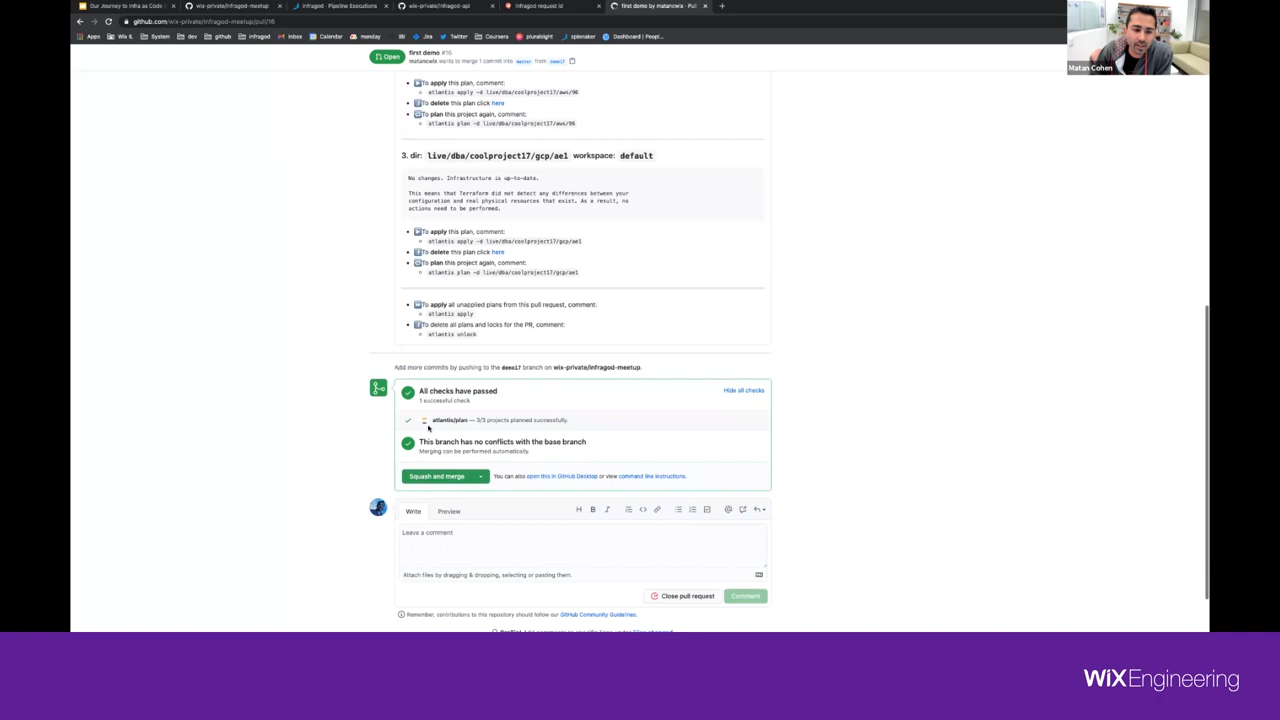 Our Journey to Infra as Code
wix-private/infragod-meetup
Infragod · Pipeline Executions
wix-private/infragod-api
Infragod request id
first demo by matancwix · Pull
github.com/wix-private/infragod-meetup/pull/16
Apps
Wix IL
System
dev
github
infragod
Inbox
Calendar
monday
IL
Jira
Twitter
Coursera
pluralsight
spinnaker
Dashboard | Peopl...
Matan Cohen
Open
first demo #16
matancwix wants to merge 1 commit into master from demo17
To apply this plan, comment:
atlantis apply -d live/dba/coolproject17/aws/96
To delete this plan click here
To plan this project again, comment:
atlantis plan -d live/dba/coolproject17/aws/96
3. dir: live/dba/coolproject17/gcp/ae1 workspace: default
No changes. Infrastructure is up-to-date.
This means that Terraform did not detect any differences between your
configuration and real physical resources that exist. As a result, no
actions need to be performed.
To apply this plan, comment:
atlantis apply -d live/dba/coolproject17/gcp/ae1
To delete this plan click here
To plan this project again, comment:
atlantis plan -d live/dba/coolproject17/gcp/ae1
To apply all unapplied plans from this pull request, comment:
atlantis apply
To delete all plans and locks for the PR, comment:
atlantis unlock
Add more commits by pushing to the demo17 branch on wix-private/infragod-meetup.
All checks have passed
Hide all checks
1 successful check
atlantis/plan — 3/3 projects planned successfully.
This branch has no conflicts with the base branch
Merging can be performed automatically.
Squash and merge
You can also open this in GitHub Desktop or view command line instructions.
Write
Preview
Leave a comment
Attach files by dragging & dropping, selecting or pasting them.
Close pull request
Comment
Remember, contributions to this repository should follow our GitHub Community Guidelines.
WiXEngineering